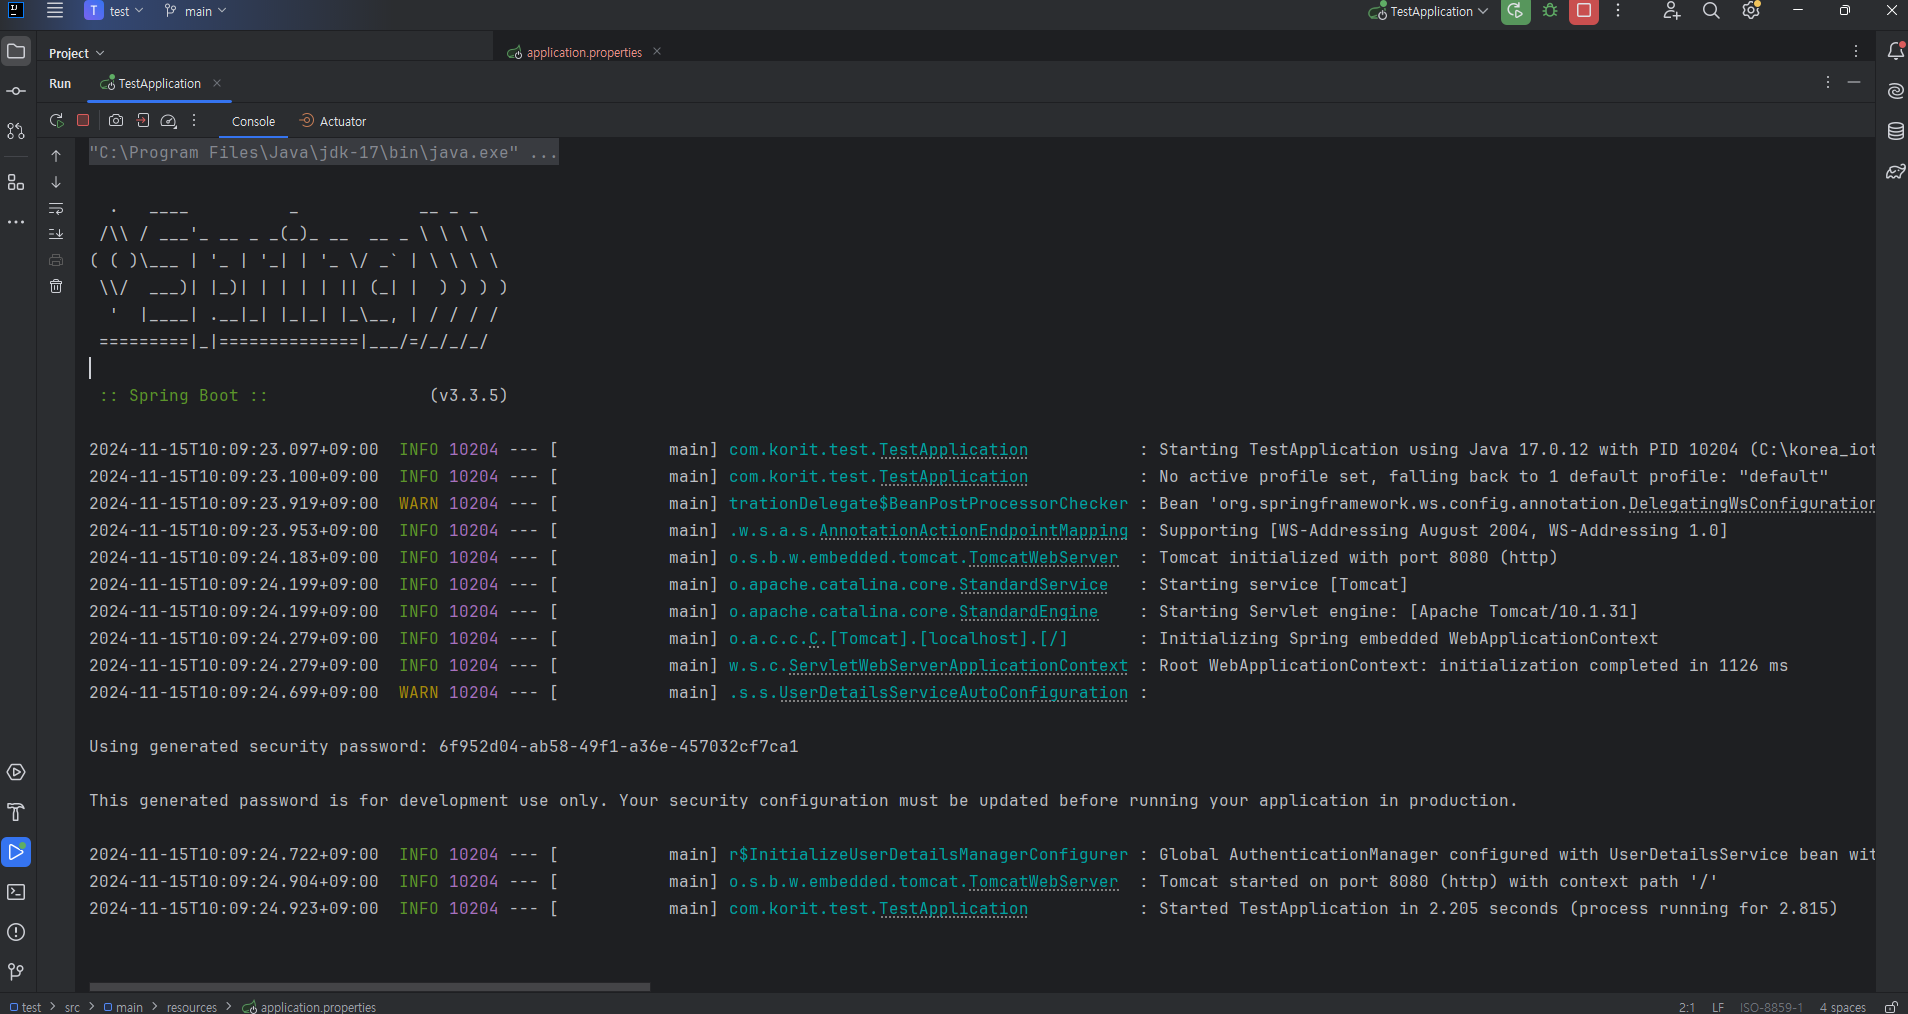 T test main TestApplication
Project application.properties
Run TestApplication
Console Actuator
"C:\Program Files\Java\jdk-17\bin\java.exe" ...
  .   ____          _            __ _ _
 /\\ / ___'_ __ _ _(_)_ __  __ _ \ \ \ \
( ( )\___ | '_ | '_| | '_ \/ _` | \ \ \ \
 \\/  ___)| |_)| | | | | || (_| |  ) ) ) )
  '  |____| .__|_| |_|_| |_\__, | / / / /
 =========|_|==============|___/=/_/_/_/
 :: Spring Boot ::                (v3.3.5)
2024-11-15T10:09:23.097+09:00  INFO 10204 --- [           main] com.korit.test.TestApplication           : Starting TestApplication using Java 17.0.12 with PID 10204 (C:\korea_iot
2024-11-15T10:09:23.100+09:00  INFO 10204 --- [           main] com.korit.test.TestApplication           : No active profile set, falling back to 1 default profile: "default"
2024-11-15T10:09:23.919+09:00  WARN 10204 --- [           main] trationDelegate$BeanPostProcessorChecker : Bean 'org.springframework.ws.config.annotation.DelegatingWsConfiguration
2024-11-15T10:09:23.953+09:00  INFO 10204 --- [           main] .w.s.a.s.AnnotationActionEndpointMapping : Supporting [WS-Addressing August 2004, WS-Addressing 1.0]
2024-11-15T10:09:24.183+09:00  INFO 10204 --- [           main] o.s.b.w.embedded.tomcat.TomcatWebServer  : Tomcat initialized with port 8080 (http)
2024-11-15T10:09:24.199+09:00  INFO 10204 --- [           main] o.apache.catalina.core.StandardService   : Starting service [Tomcat]
2024-11-15T10:09:24.199+09:00  INFO 10204 --- [           main] o.apache.catalina.core.StandardEngine    : Starting Servlet engine: [Apache Tomcat/10.1.31]
2024-11-15T10:09:24.279+09:00  INFO 10204 --- [           main] o.a.c.c.C.[Tomcat].[localhost].[/]       : Initializing Spring embedded WebApplicationContext
2024-11-15T10:09:24.279+09:00  INFO 10204 --- [           main] w.s.c.ServletWebServerApplicationContext : Root WebApplicationContext: initialization completed in 1126 ms
2024-11-15T10:09:24.699+09:00  WARN 10204 --- [           main] .s.s.UserDetailsServiceAutoConfiguration :
Using generated security password: 6f952d04-ab58-49f1-a36e-457032cf7ca1
This generated password is for development use only. Your security configuration must be updated before running your application in production.
2024-11-15T10:09:24.722+09:00  INFO 10204 --- [           main] r$InitializeUserDetailsManagerConfigurer : Global AuthenticationManager configured with UserDetailsService bean wit
2024-11-15T10:09:24.904+09:00  INFO 10204 --- [           main] o.s.b.w.embedded.tomcat.TomcatWebServer  : Tomcat started on port 8080 (http) with context path '/'
2024-11-15T10:09:24.923+09:00  INFO 10204 --- [           main] com.korit.test.TestApplication           : Started TestApplication in 2.205 seconds (process running for 2.815)
test > src > main > resources > application.properties 2:1 LF ISO-8859-1 4 spaces